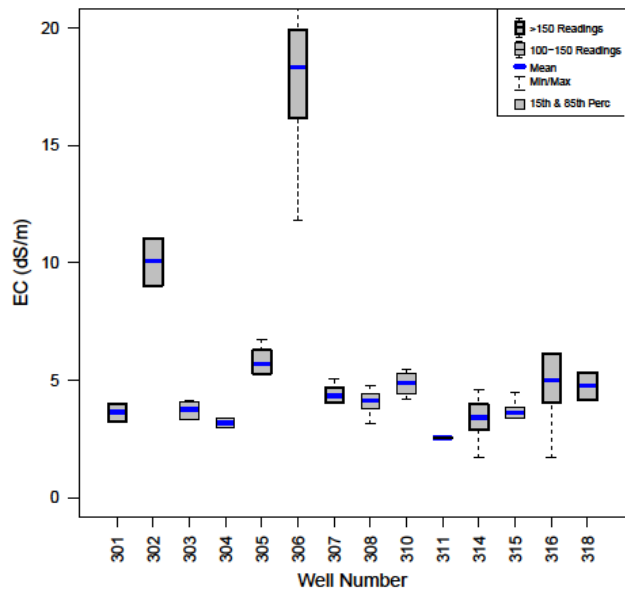 >150 Readings
100−150 Readings
Mean
Min/Max
15th & 85th Perc
20
15
10
5
0
EC (dS/m)
301 302 303 304 305 306 307 308 310 311 314 315 316 318
Well Number